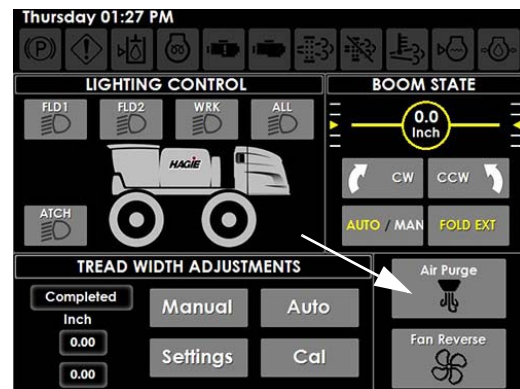 Thursday 01:27 PM
(P)
LIGHTING CONTROL
FLD1 FLD2 WRK ALL
HAGIE
ATCH
BOOM STATE
0.0
Inch
CW CCW
AUTO / MAN FOLD EXT
TREAD WIDTH ADJUSTMENTS
Completed
Inch
0.00
0.00
Manual Auto
Settings Cal
Air Purge
Fan Reverse